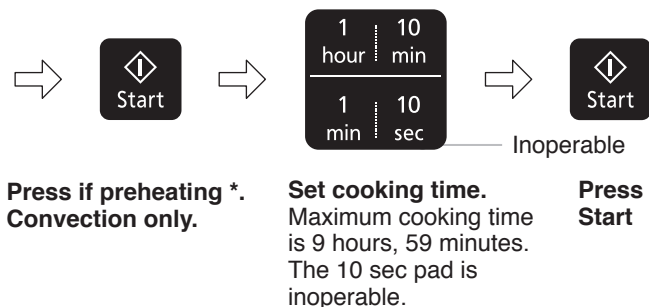 Start
1 10
hour min
1 10
min sec
Start
Inoperable
Press if preheating *.
Convection only.
Set cooking time.
Maximum cooking time
is 9 hours, 59 minutes.
The 10 sec pad is
inoperable.
Press
Start